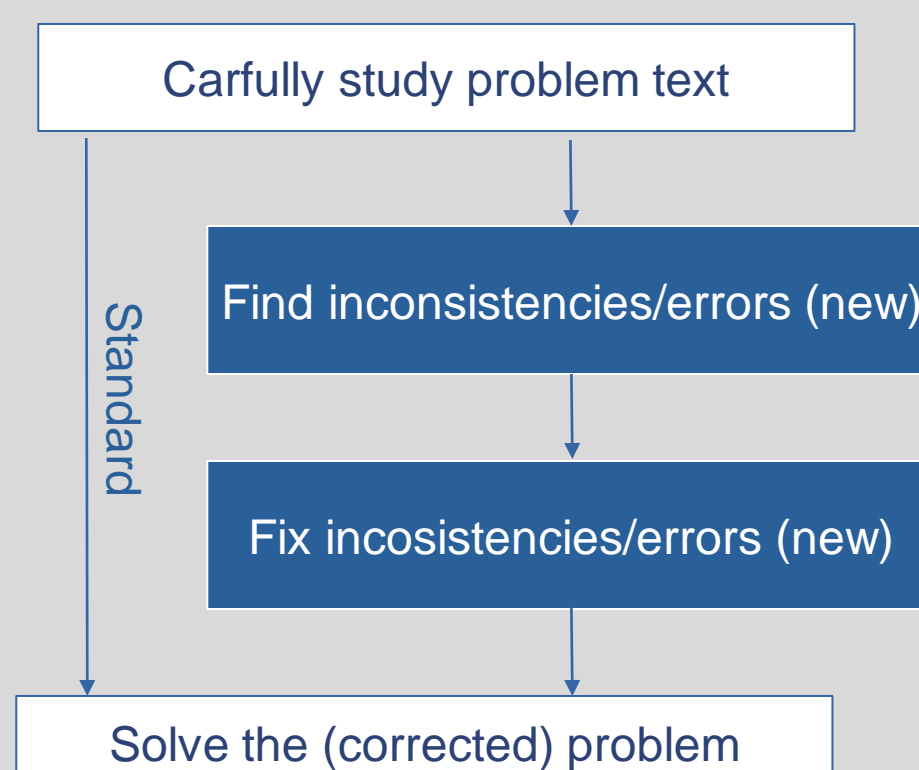 Carfully study problem text
Standard
Find inconsistencies/errors (new)
Fix incosistencies/errors (new)
Solve the (corrected) problem